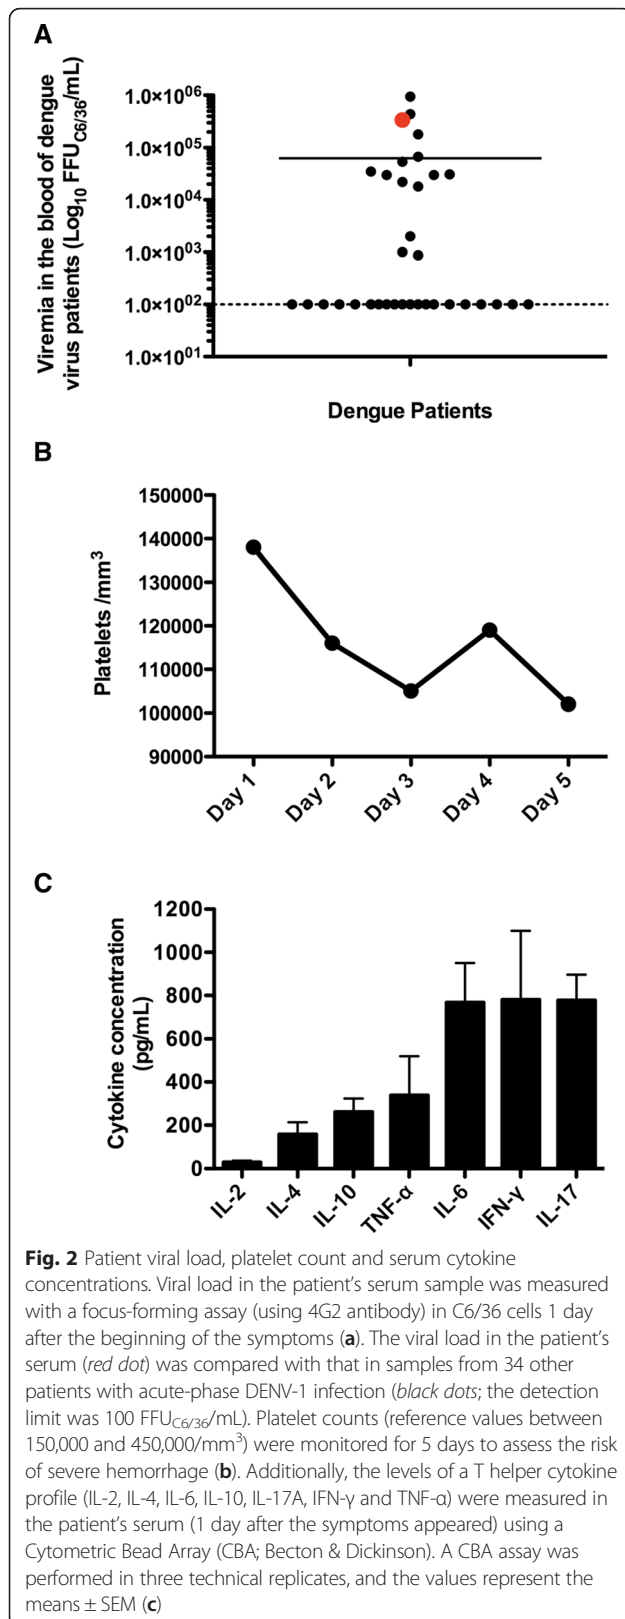 A
Viremia in the blood of dengue
virus patients (Log10 FFUC6/36/mL)
1.0×10^06
1.0×10^05
1.0×10^04
1.0×10^03
1.0×10^02
1.0×10^01
Dengue Patients
B
Platelets /mm³
150000
140000
130000
120000
110000
100000
90000
Day 1
Day 2
Day 3
Day 4
Day 5
C
Cytokine concentration
(pg/mL)
1200
1000
800
600
400
200
0
IL-2
IL-4
IL-10
TNF-α
IL-6
IFN-γ
IL-17
Fig. 2 Patient viral load, platelet count and serum cytokine
concentrations. Viral load in the patient's serum sample was measured
with a focus-forming assay (using 4G2 antibody) in C6/36 cells 1 day
after the beginning of the symptoms (a). The viral load in the patient's
serum (red dot) was compared with that in samples from 34 other
patients with acute-phase DENV-1 infection (black dots; the detection
limit was 100 FFUC6/36/mL). Platelet counts (reference values between
150,000 and 450,000/mm³) were monitored for 5 days to assess the risk
of severe hemorrhage (b). Additionally, the levels of a T helper cytokine
profile (IL-2, IL-4, IL-6, IL-10, IL-17A, IFN-γ and TNF-α) were measured in
the patient's serum (1 day after the symptoms appeared) using a
Cytometric Bead Array (CBA; Becton & Dickinson). A CBA assay was
performed in three technical replicates, and the values represent the
means ± SEM (c)